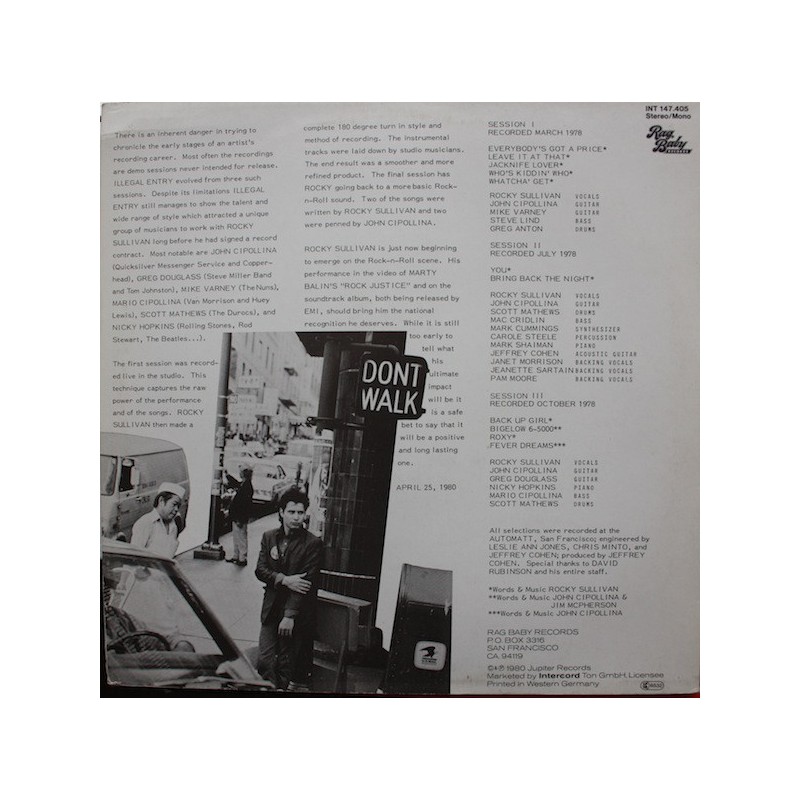 There is an inherent danger in trying to
chronicle the early stages of an artist's
recording career. Most often the recordings
are demo sessions never intended for release.
ILLEGAL ENTRY evolved from three such
sessions. Despite its limitations ILLEGAL
ENTRY still manages to show the talent and
wide range of style which attracted a unique
group of musicians to work with ROCKY
SULLIVAN long before he had signed a record
contract. Most notable are JOHN CIPOLLINA
(Quicksilver Messenger Service and Copper-
head), GREG DOUGLASS (Steve Miller Band
and Tom Johnston), MIKE VARNEY (The Nuns),
MARIO CIPOLLINA (Van Morrison and Huey
Lewis), SCOTT MATHEWS (The Durocs), and
NICKY HOPKINS (Rolling Stones, Rod
Stewart, The Beatles...).
The first session was record-
ed live in the studio. This
technique captures the raw
power of the performance
and of the songs. ROCKY
SULLIVAN then made a
complete 180 degree turn in style and
method of recording. The instrumental
tracks were laid down by studio musicians.
The end result was a smoother and more
refined product. The final session has
ROCKY going back to a more basic Rock-
n-Roll sound. Two of the songs were
written by ROCKY SULLIVAN and two
were penned by JOHN CIPOLLINA.
ROCKY SULLIVAN is just now beginning
to emerge on the Rock-n-Roll scene. His
performance in the video of MARTY
BALIN'S "ROCK JUSTICE" and on the
soundtrack album, both being released by
EMI, should bring him the national
recognition he deserves. While it is still
too early to
tell what
his
ultimate
impact
will be it
is a safe
bet to say that it
will be a positive
and long lasting
one.
APRIL 25, 1980
DONT
WALK
SESSION I
RECORDED MARCH 1978
EVERYBODY'S GOT A PRICE*
LEAVE IT AT THAT*
JACKNIFE LOVER*
WHO'S KIDDIN' WHO*
WHATCHA' GET*
ROCKY SULLIVAN VOCALS
JOHN CIPOLLINA GUITAR
MIKE VARNEY GUITAR
STEVE LIND BASS
GREG ANTON DRUMS
SESSION II
RECORDED JULY 1978
YOU*
BRING BACK THE NIGHT*
ROCKY SULLIVAN VOCALS
JOHN CIPOLLINA GUITAR
SCOTT MATHEWS DRUMS
MAC CRIDLIN BASS
MARK CUMMINGS SYNTHESIZER
CAROLE STEELE PERCUSSION
MARK SHAIMAN PIANO
JEFFREY COHEN ACOUSTIC GUITAR
JANET MORRISON BACKING VOCALS
JEANETTE SARTAIN BACKING VOCALS
PAM MOORE BACKING VOCALS
SESSION III
RECORDED OCTOBER 1978
BACK UP GIRL*
BIGELOW 6-5000**
ROXY*
FEVER DREAMS***
ROCKY SULLIVAN VOCALS
JOHN CIPOLLINA GUITAR
GREG DOUGLASS GUITAR
NICKY HOPKINS PIANO
MARIO CIPOLLINA BASS
SCOTT MATHEWS DRUMS
All selections were recorded at the
AUTOMATT, San Francisco; engineered by
LESLIE ANN JONES, CHRIS MINTO, and
JEFFREY COHEN; produced by JEFFREY
COHEN. Special thanks to DAVID
RUBINSON and his entire staff.
*Words & Music ROCKY SULLIVAN
**Words & Music JOHN CIPOLLINA &
JIM MCPHERSON
***Words & Music JOHN CIPOLLINA
RAG BABY RECORDS
P.O. BOX 3316
SAN FRANCISCO
CA. 94119
©+℗ 1980 Jupiter Records
Marketed by Intercord Ton GmbH. Licensee
Printed in Western Germany
INT 147.405
Stereo/Mono
Rag
Baby
RECORDS